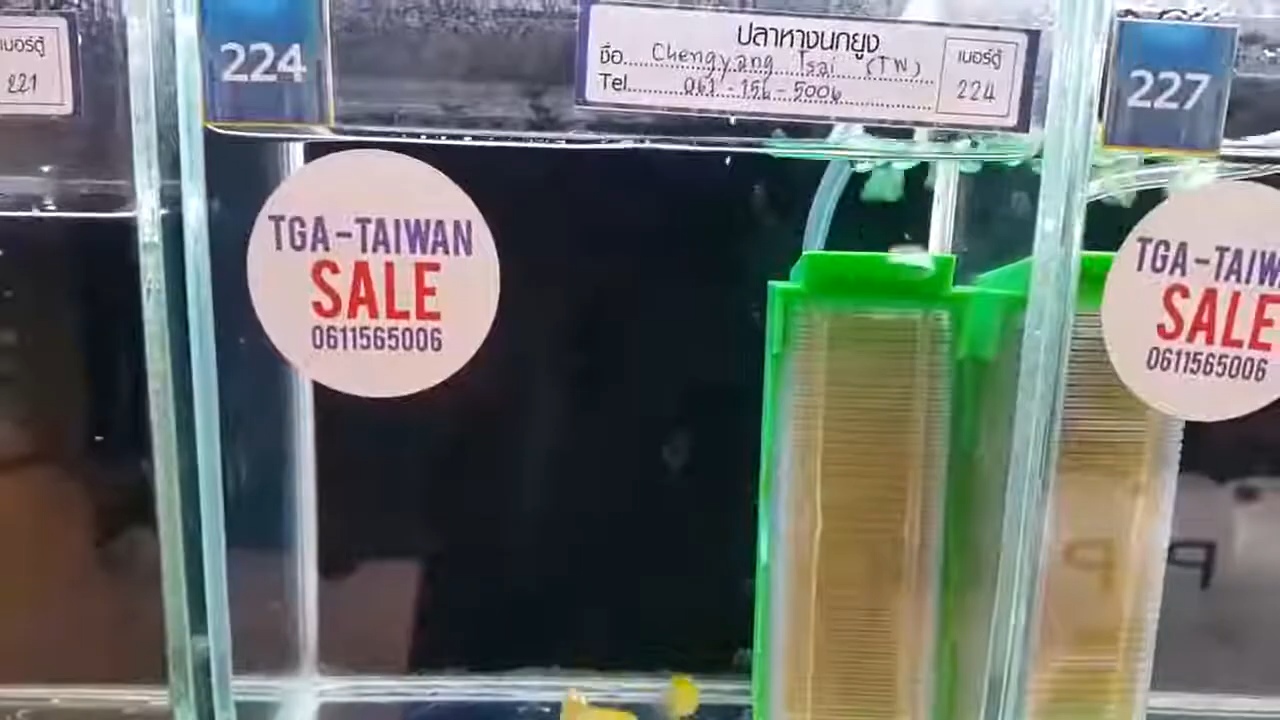 เบอร์ตู้
221
224
ปลาหางนกยูง
ชื่อ.... Chengyang Tsai (TW)
Tel. 061-156-5006
เบอร์ตู้
224
227
TGA-TAIWAN
SALE
0611565006
TGA-TAIW
SALE
0611565006